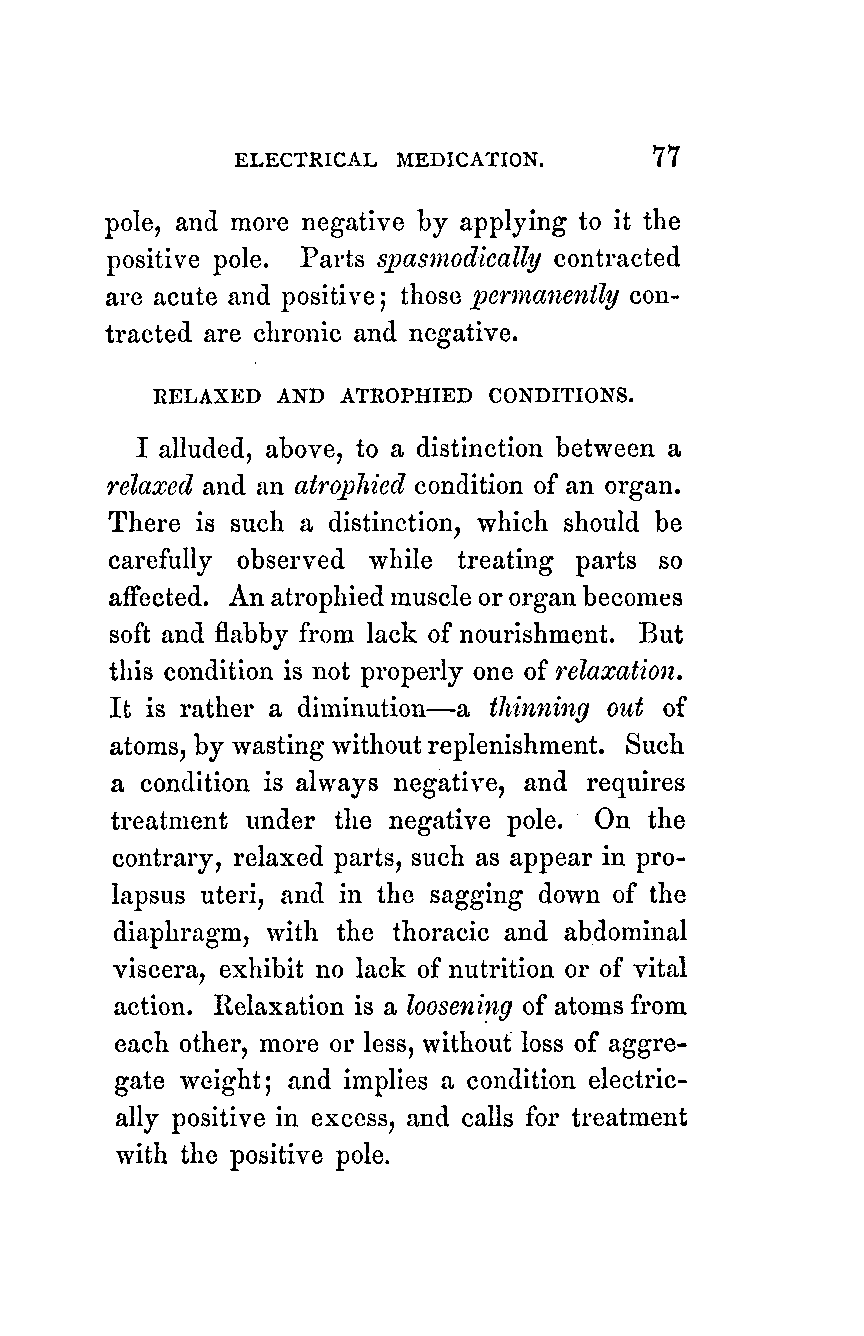 ELECTRICAL MEDICATION. 77
pole, and more negative by applying to it the
positive pole. Parts spasmodically contracted
are acute and positive; those permanently con-
tracted are chronic and negative.
RELAXED AND ATROPHIED CONDITIONS.
I alluded, above, to a distinction between a
relaxed and an atrophied condition of an organ.
There is such a distinction, which should be
carefully observed while treating parts so
affected. An atrophied muscle or organ becomes
soft and flabby from lack of nourishment. But
this condition is not properly one of relaxation.
It is rather a diminution—a thinning out of
atoms, by wasting without replenishment. Such
a condition is always negative, and requires
treatment under the negative pole. On the
contrary, relaxed parts, such as appear in pro-
lapsus uteri, and in the sagging down of the
diaphragm, with the thoracic and abdominal
viscera, exhibit no lack of nutrition or of vital
action. Relaxation is a loosening of atoms from
each other, more or less, without loss of aggre-
gate weight; and implies a condition electric-
ally positive in excess, and calls for treatment
with the positive pole.